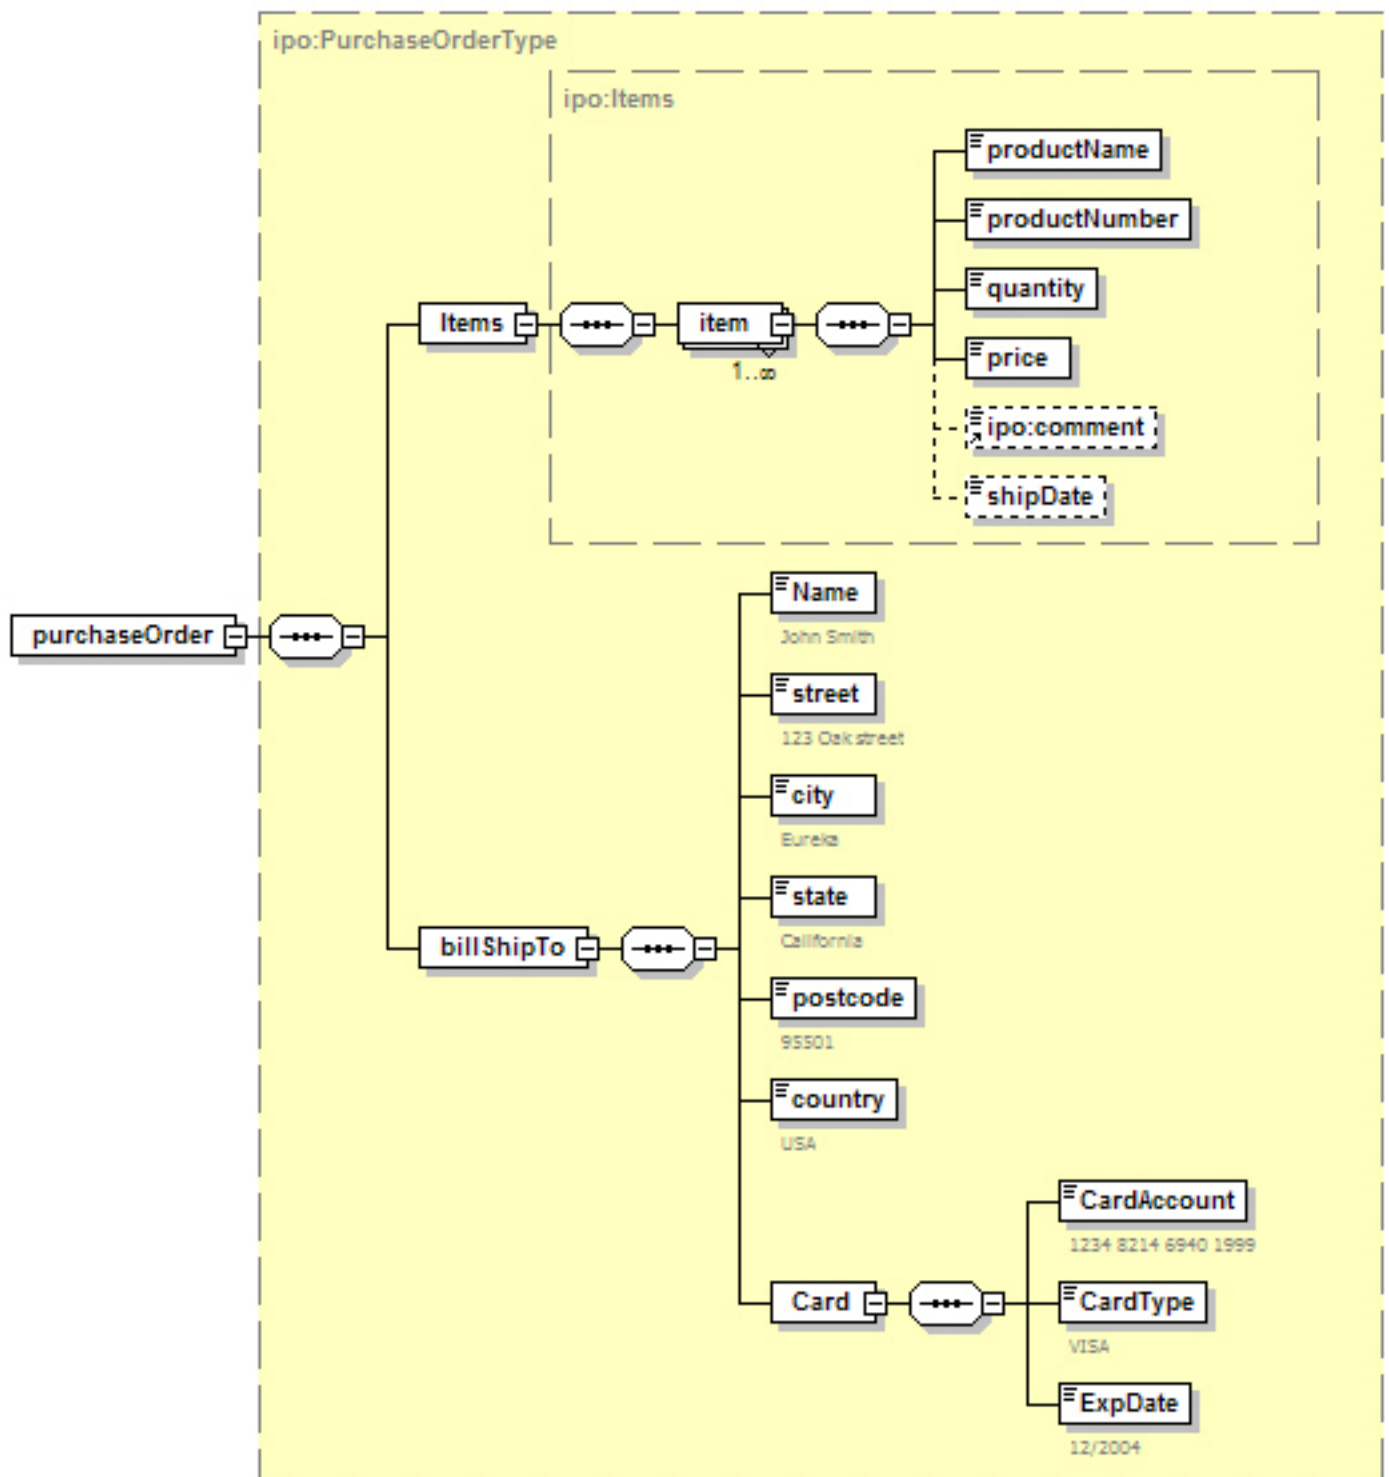 ipo:PurchaseOrderType
ipo:Items
productName
productNumber
quantity
Items
item
1..∞
price
ipo:comment
shipDate
purchaseOrder
Name
John Smith
street
123 Oak street
city
Eureka
state
California
billShipTo
postcode
95501
country
USA
CardAccount
1234 8214 6940 1999
Card
CardType
VISA
ExpDate
12/2004